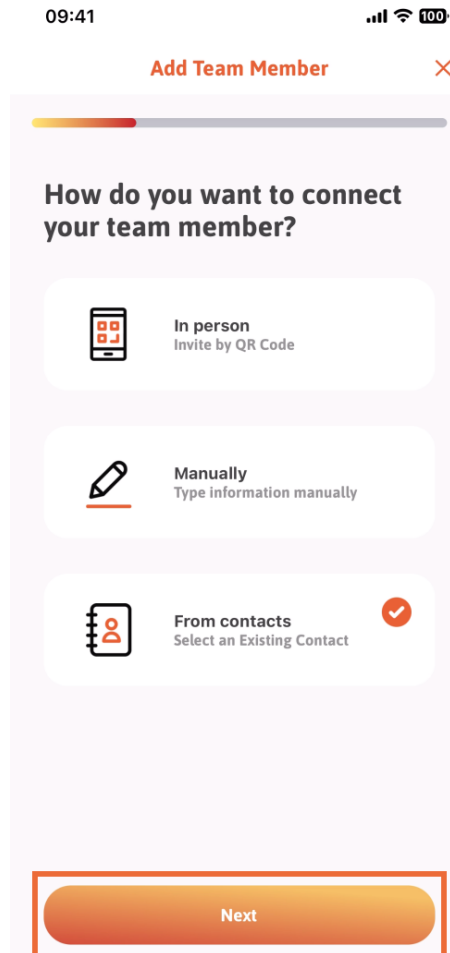 09:41
100
Add Team Member
How do you want to connect
your team member?
In person
Invite by QR Code
Manually
Type information manually
From contacts
Select an Existing Contact
Next